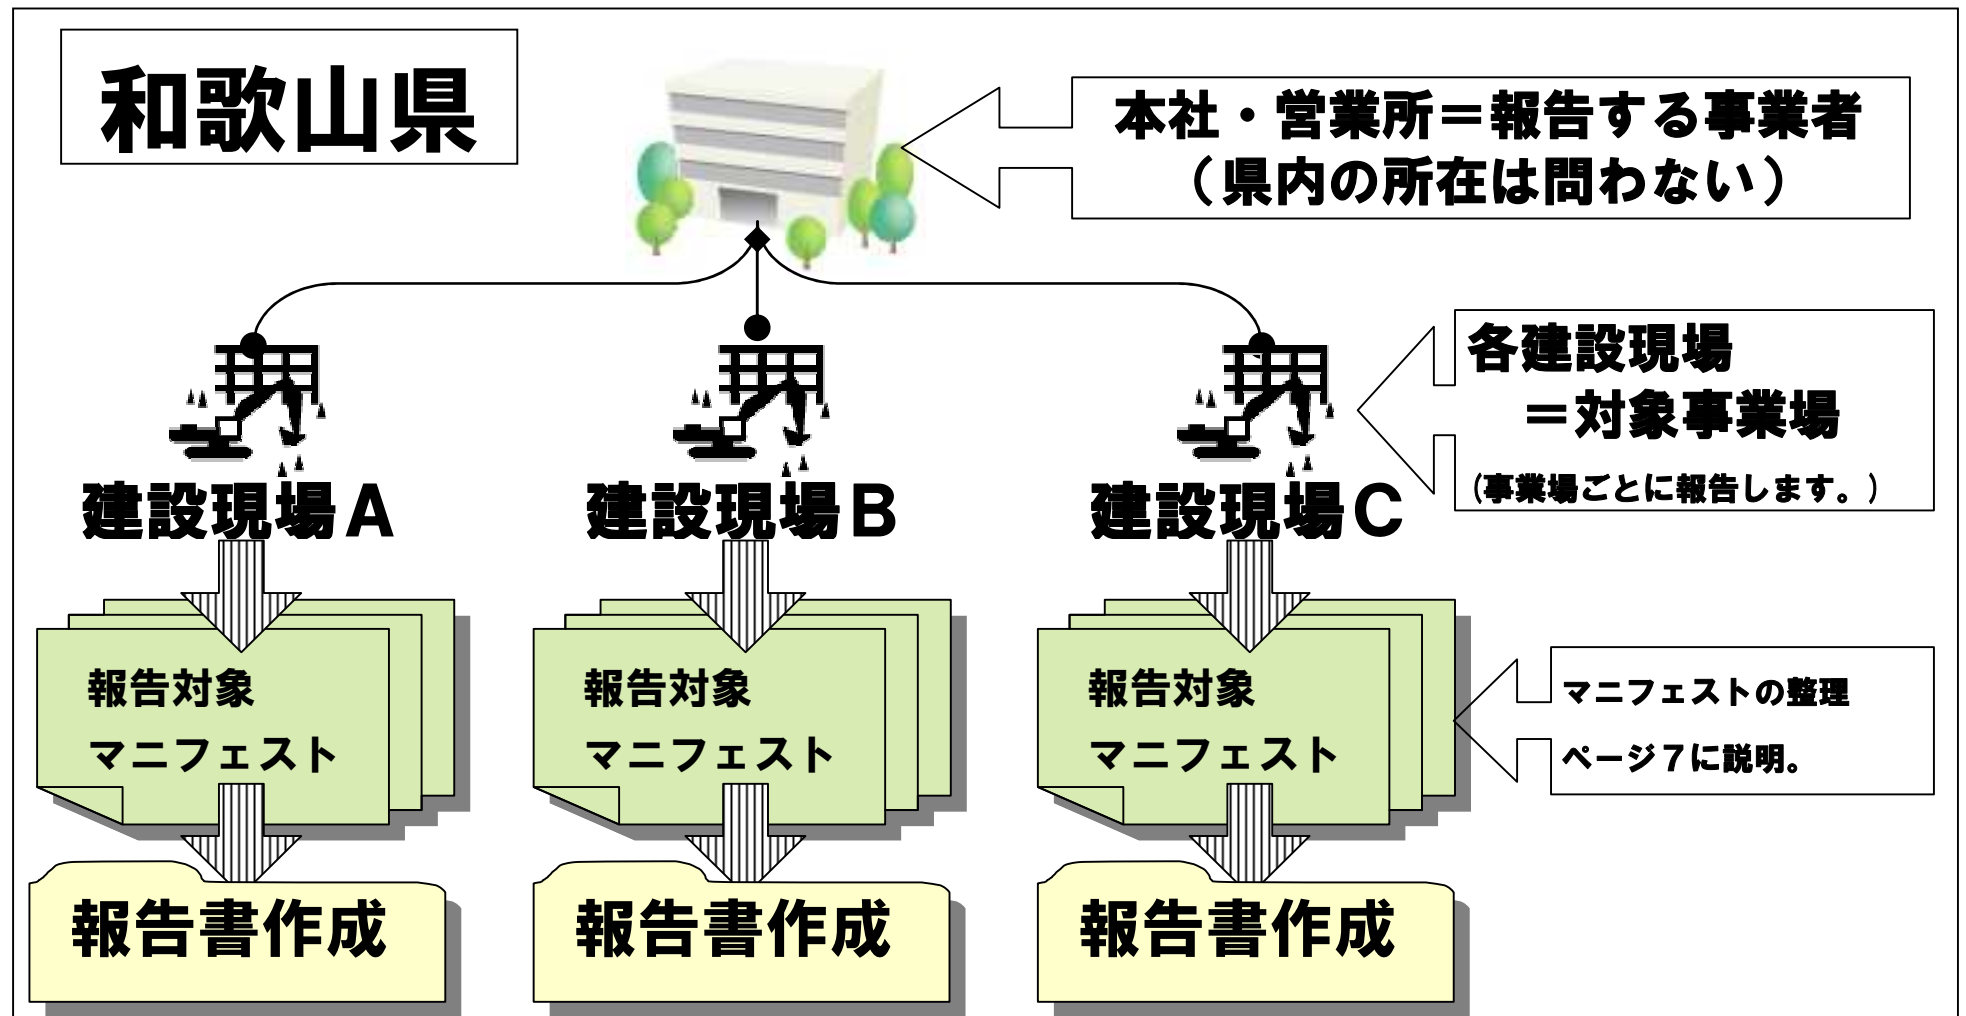 和歌山県
本社・営業所＝報告する事業者
（県内の所在は問わない）
各建設現場
＝対象事業場
(事業場ごとに報告します。)
建設現場A
建設現場B
建設現場C
報告対象
マニフェスト
報告対象
マニフェスト
報告対象
マニフェスト
マニフェストの整理
ページ７に説明。
報告書作成
報告書作成
報告書作成